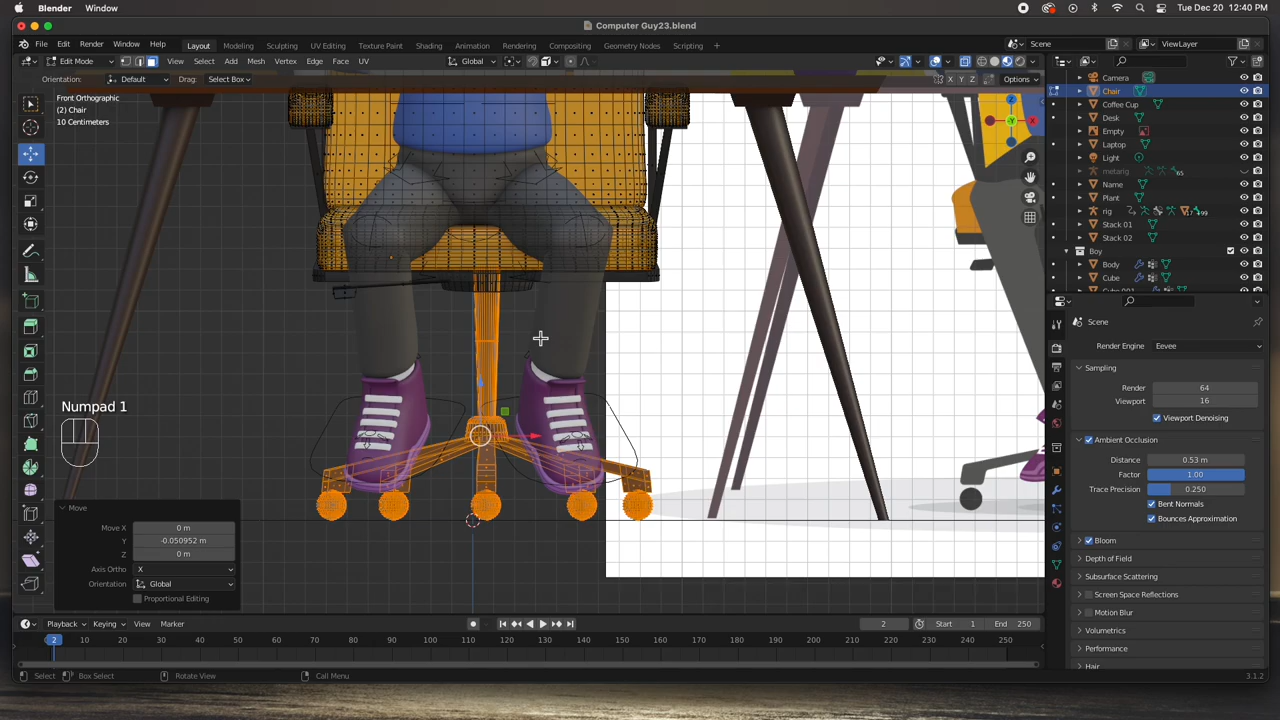 Blender Window
Tue Dec 20 12:40 PM
Computer Guy23.blend
File Edit Render Window Help
Layout Modeling Sculpting UV Editing Texture Paint Shading Animation Rendering Compositing Geometry Nodes Scripting
Scene ViewLayer
Edit Mode View Select Add Mesh Vertex Edge Face UV Global
Orientation: Default Drag: Select Box X Y Z Options
Front Orthographic
(2) Chair
10 Centimeters
Camera
Chair
Coffee Cup
Desk
Empty
Laptop
Light
metarig 65
Name
Plant
rig
Stack 01
Stack 02
Boy
Body
Cube
Cube.001
Scene
Render Engine Eevee
Sampling
Render 64
Viewport 16
Viewport Denoising
Ambient Occlusion
Distance 0.53 m
Factor 1.00
Trace Precision 0.250
Bent Normals
Bounces Approximation
Bloom
Depth of Field
Subsurface Scattering
Screen Space Reflections
Motion Blur
Volumetrics
Performance
Hair
Numpad 1
Move
Move X 0 m
Y -0.050952 m
Z 0 m
Axis Ortho X
Orientation Global
Proportional Editing
Playback Keying View Marker 2 Start 1 End 250
2 10 20 30 40 50 60 70 80 90 100 110 120 130 140 150 160 170 180 190 200 210 220 230 240 250
Select Box Select Rotate View Call Menu 3.1.2